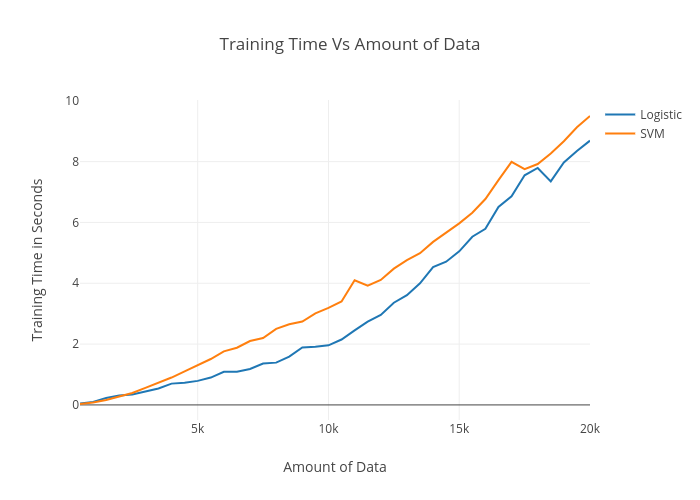 Training Time Vs Amount of Data
Logistic
SVM
Training Time in Seconds
10
8
6
4
2
0
5k
10k
15k
20k
Amount of Data